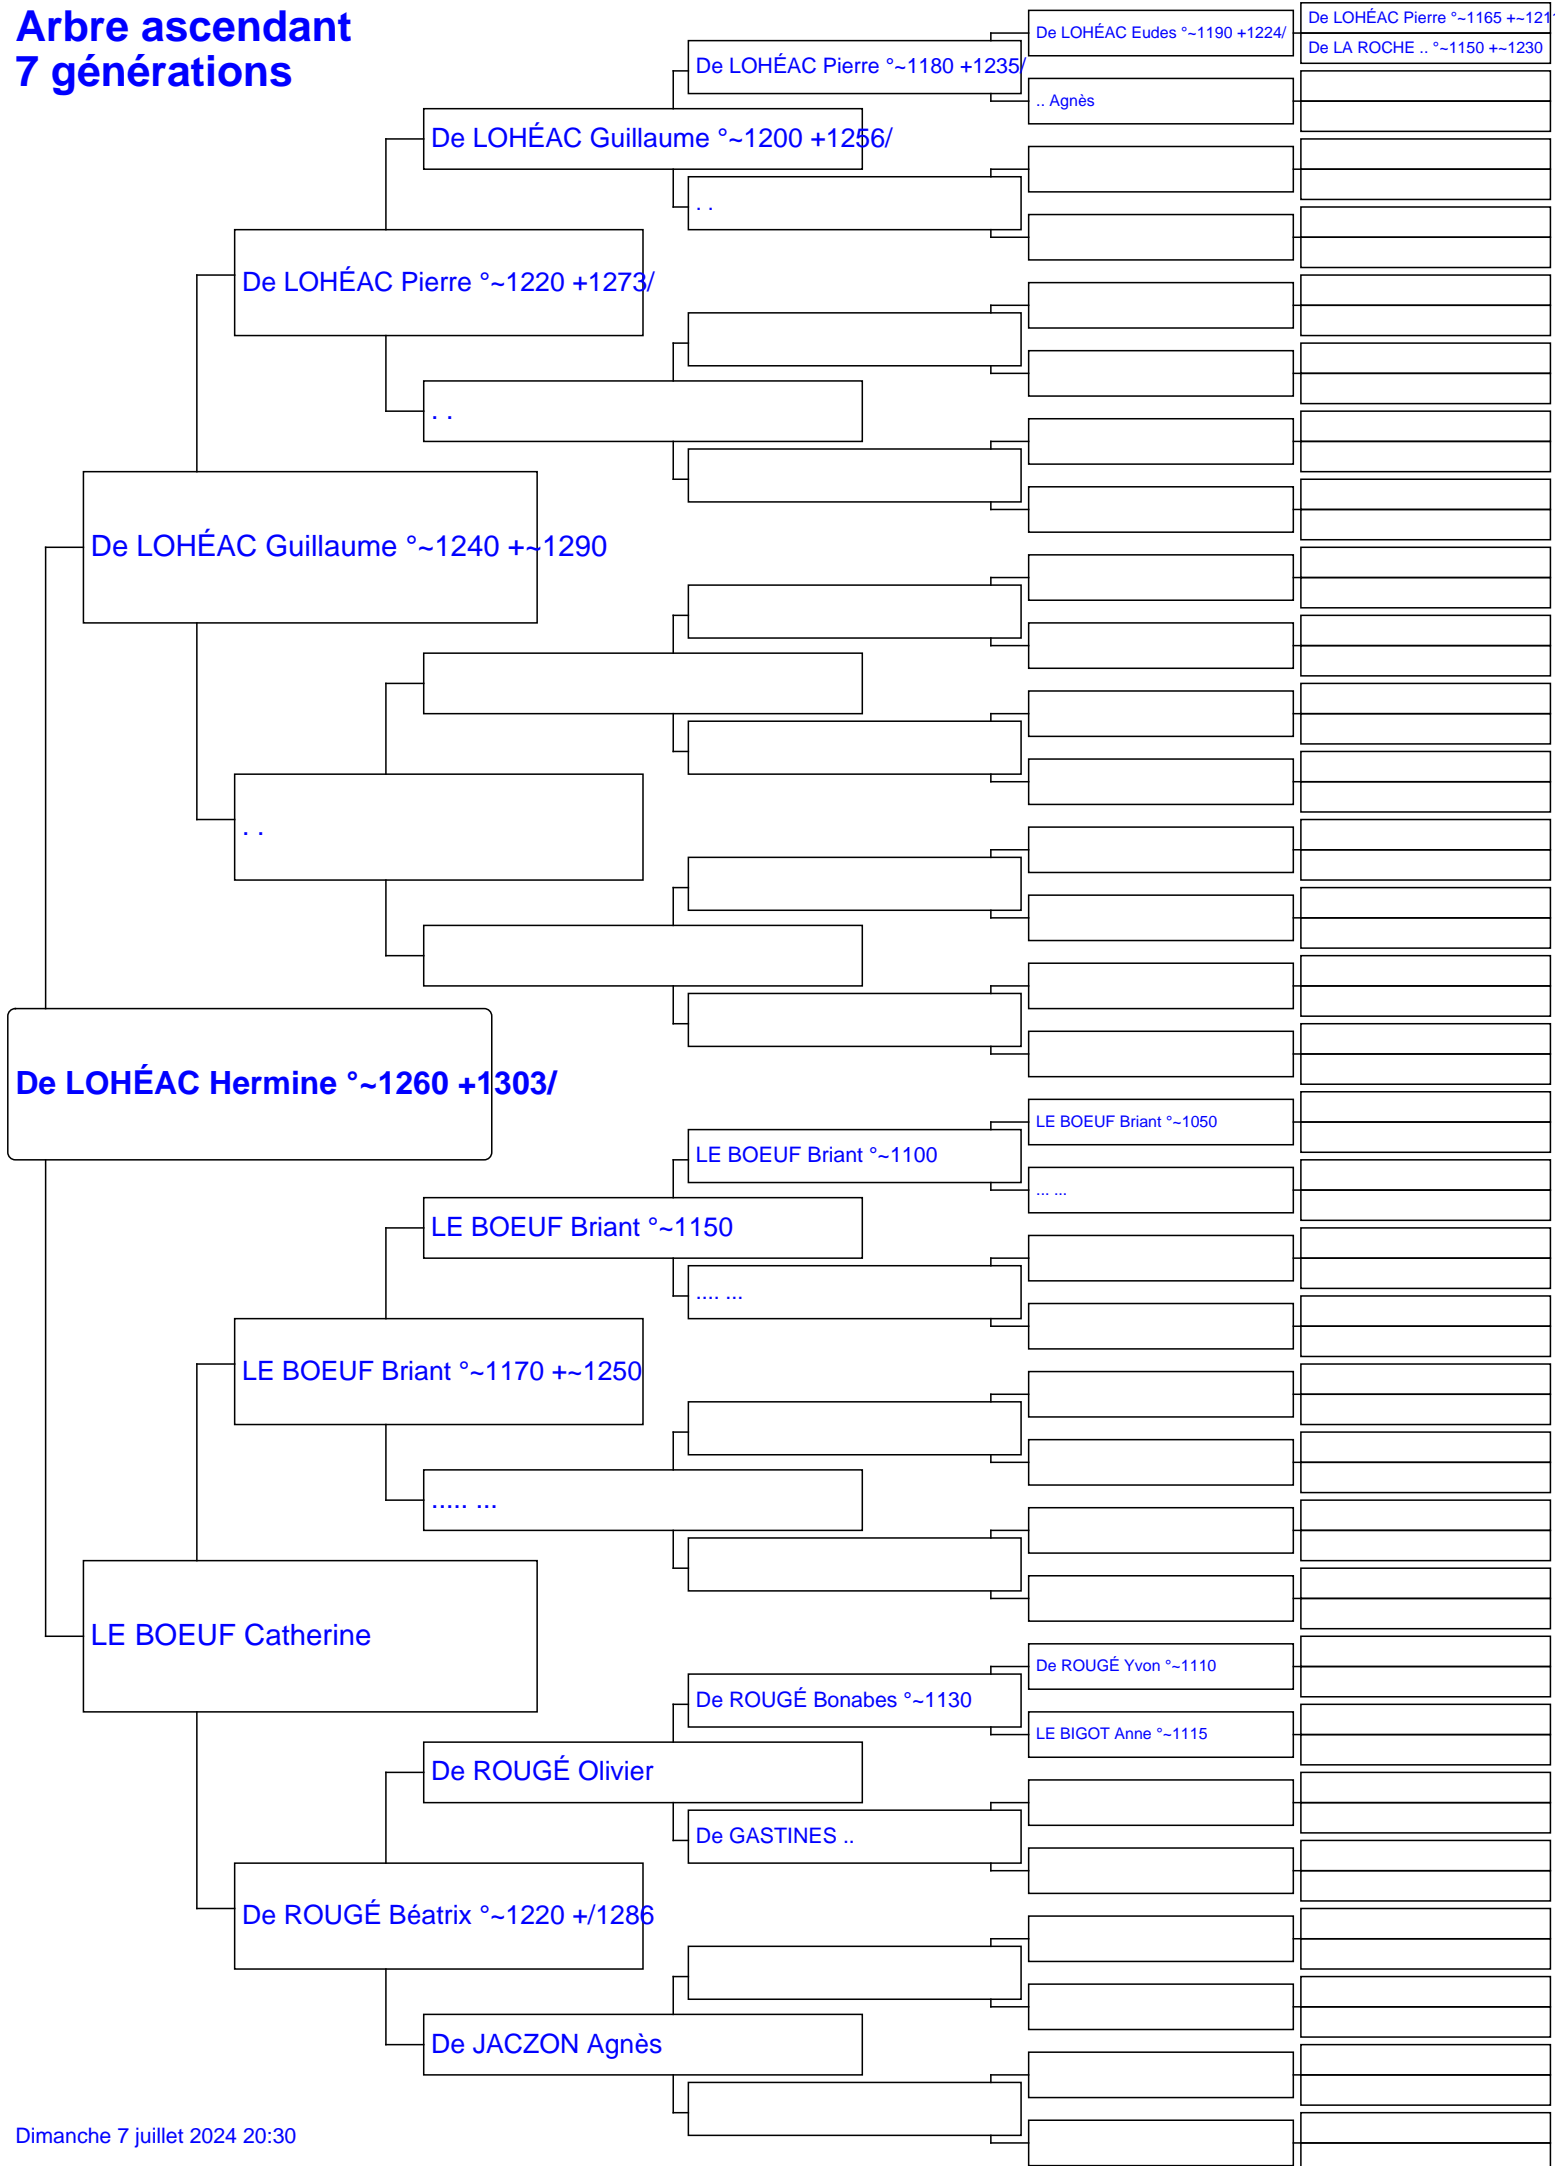 Arbre ascendant
7 générations
De LOHÉAC Pierre °~1165 +~1211
De LOHÉAC Eudes °~1190 +1224/
De LA ROCHE .. °~1150 +~1230
De LOHÉAC Pierre °~1180 +1235/
.. Agnès
De LOHÉAC Guillaume °~1200 +1256/
. .
De LOHÉAC Pierre °~1220 +1273/
. .
De LOHÉAC Guillaume °~1240 +~1290
. .
De LOHÉAC Hermine °~1260 +1303/
LE BOEUF Briant °~1050
LE BOEUF Briant °~1100
... ...
LE BOEUF Briant °~1150
.... ...
LE BOEUF Briant °~1170 +~1250
..... ...
LE BOEUF Catherine
De ROUGÉ Yvon °~1110
De ROUGÉ Bonabes °~1130
LE BIGOT Anne °~1115
De ROUGÉ Olivier
De GASTINES ..
De ROUGÉ Béatrix °~1220 +/1286
De JACZON Agnès
Dimanche 7 juillet 2024 20:30